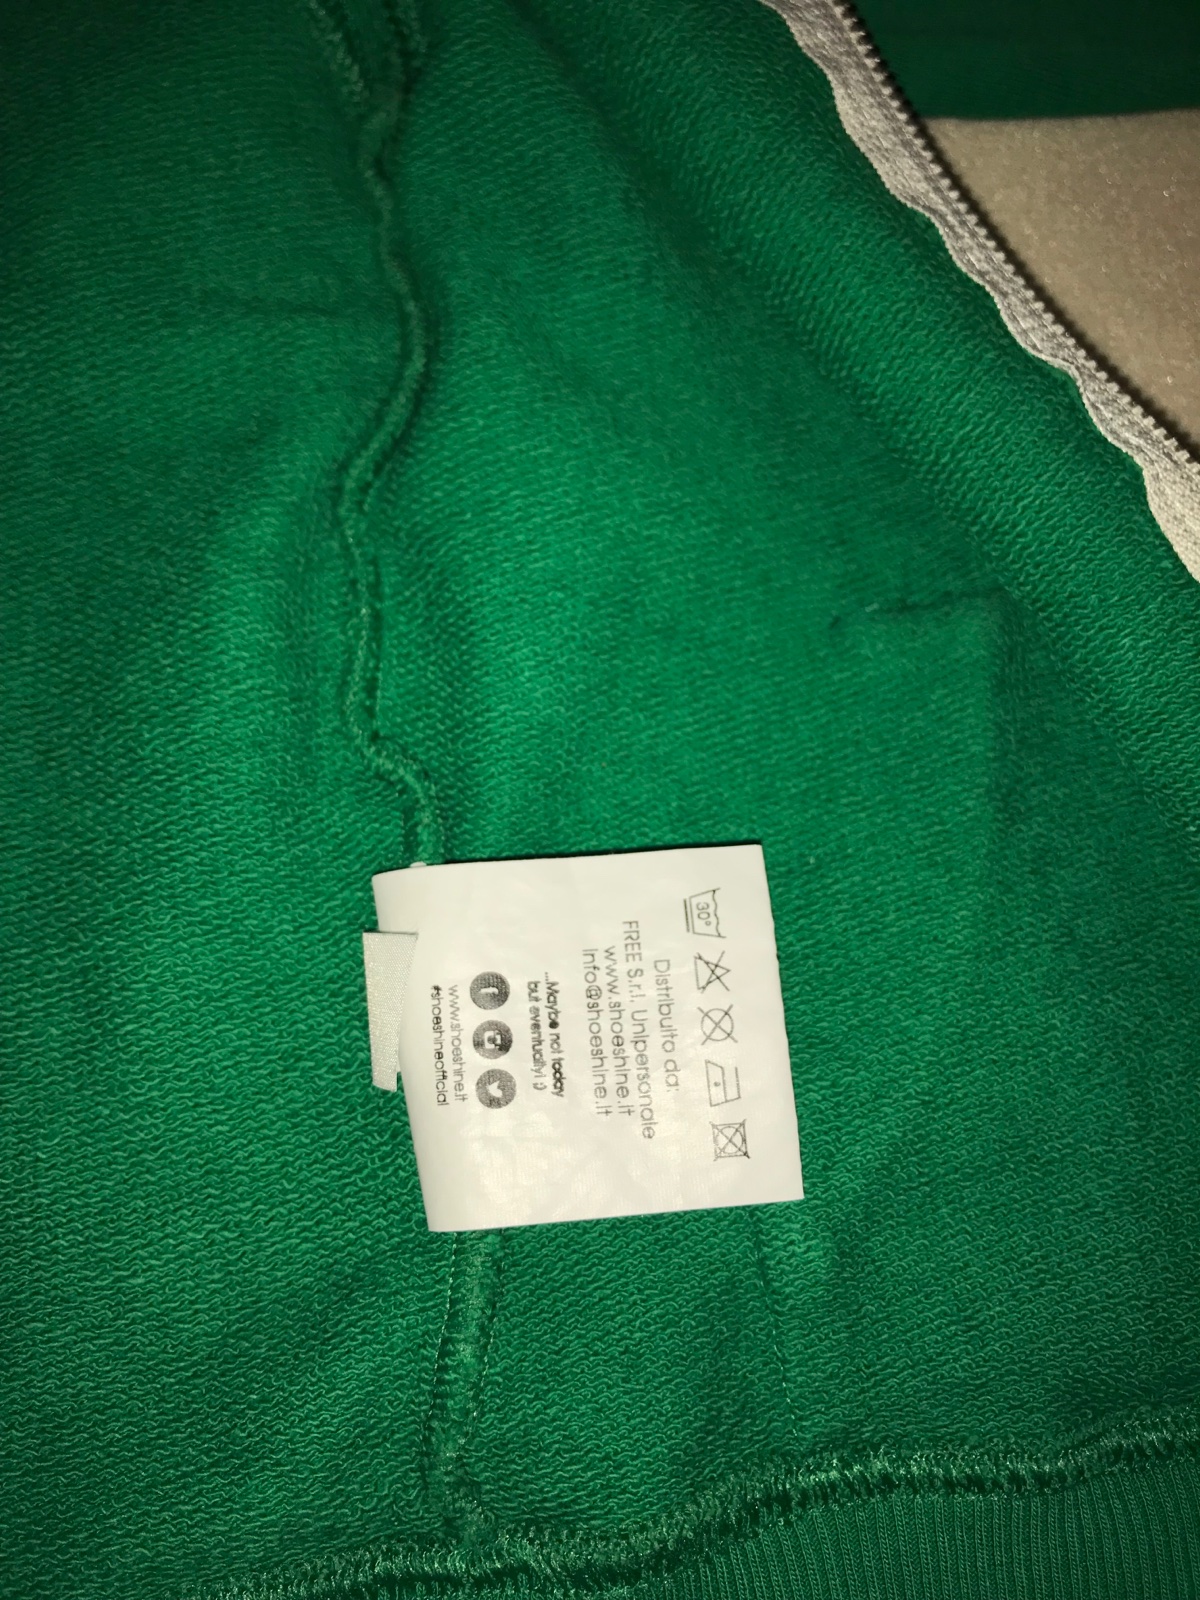 30°
Distribuito da:
FREE S.r.l. Unipersonale
www.shoeshine.it
info@shoeshine.it
...Maybe not today
but eventually! ;)
www.shoeshine.it
#shoeshineofficial